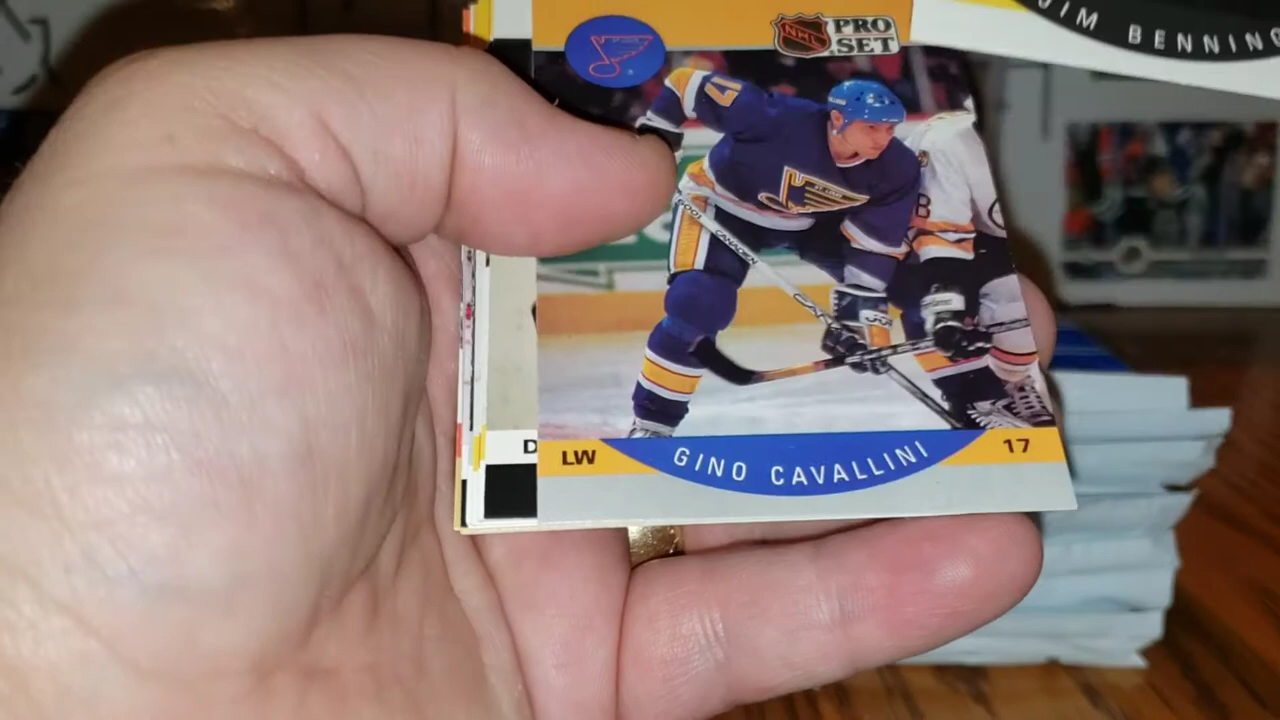 JIM BENNING
NHL
PRO
SET
17
ST. LOUIS
B
CANADIEN
D
LW
GINO CAVALLINI
17